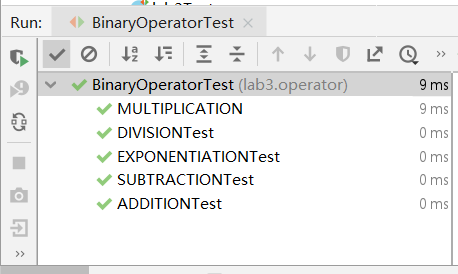 Run: BinaryOperatorTest ×
BinaryOperatorTest (lab3.operator) 9 ms
MULTIPLICATION 9 ms
DIVISIONTest 0 ms
EXPONENTIATIONTest 0 ms
SUBTRACTIONTest 0 ms
ADDITIONTest 0 ms